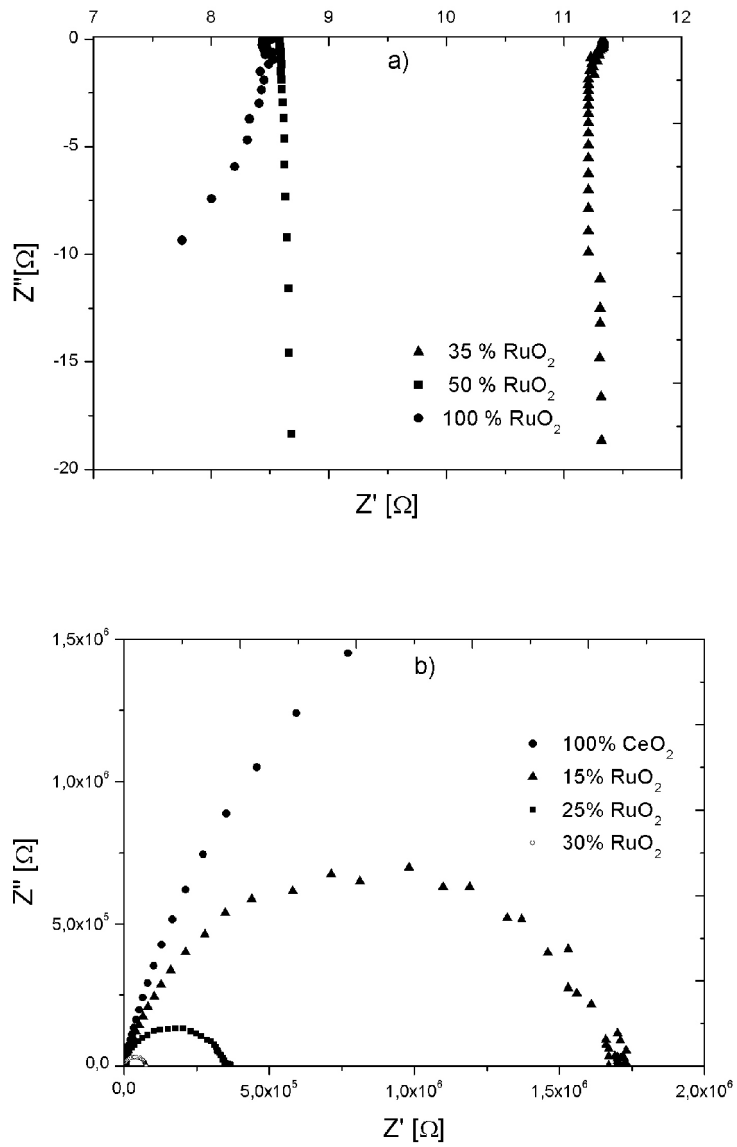 7 8 9 10 11 12
a)
0
-5
-10
-15
-20
Z''[Ω]
35 % RuO₂
50 % RuO₂
100 % RuO₂
Z' [Ω]
b)
1,5x10⁶
1,0x10⁶
5,0x10⁵
0,0
Z'' [Ω]
100% CeO₂
15% RuO₂
25% RuO₂
30% RuO₂
0,0 5,0x10⁵ 1,0x10⁶ 1,5x10⁶ 2,0x10⁶
Z' [Ω]